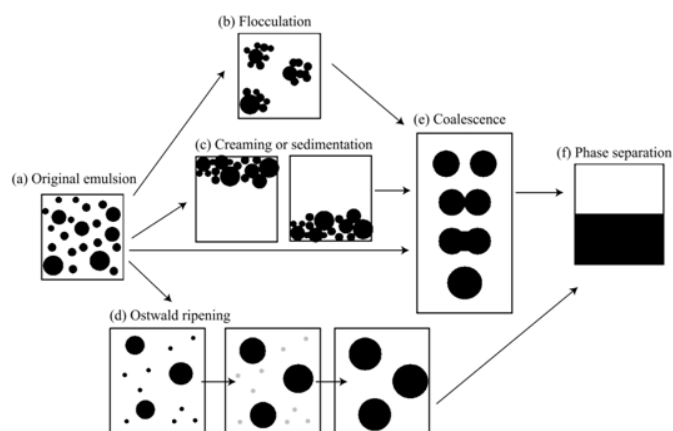 (b) Flocculation
(e) Coalescence
(c) Creaming or sedimentation
(f) Phase separation
(a) Original emulsion
(d) Ostwald ripening